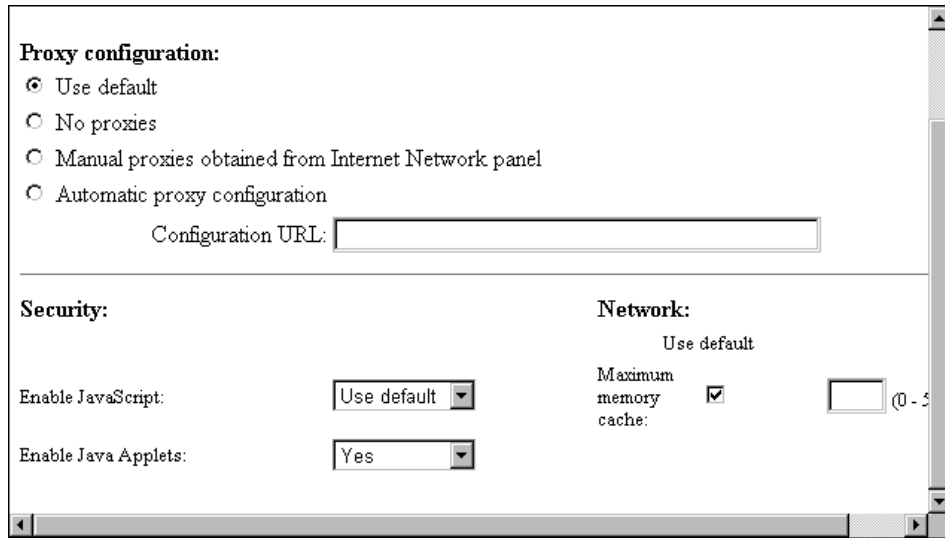 Proxy configuration:
Use default
No proxies
Manual proxies obtained from Internet Network panel
Automatic proxy configuration
Configuration URL:
Security:
Network:
Use default
Enable JavaScript:
Use default
Maximum
memory
cache:
(0 -
Enable Java Applets:
Yes